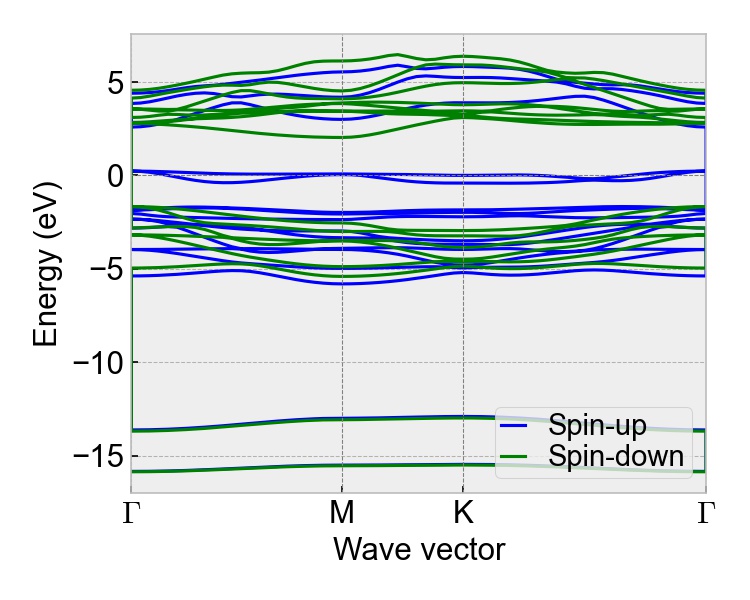 Energy (eV)
5
0
−5
−10
−15
Spin-up
Spin-down
Γ M K Γ
Wave vector